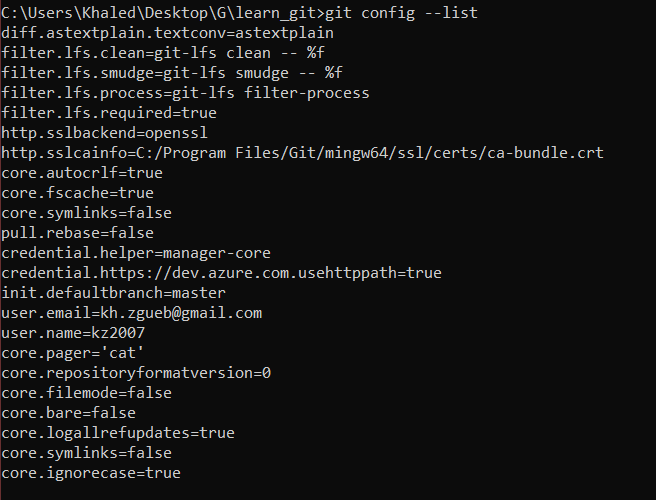 C:\Users\Khaled\Desktop\G\learn_git>git config --list
diff.astextplain.textconv=astextplain
filter.lfs.clean=git-lfs clean -- %f
filter.lfs.smudge=git-lfs smudge -- %f
filter.lfs.process=git-lfs filter-process
filter.lfs.required=true
http.sslbackend=openssl
http.sslcainfo=C:/Program Files/Git/mingw64/ssl/certs/ca-bundle.crt
core.autocrlf=true
core.fscache=true
core.symlinks=false
pull.rebase=false
credential.helper=manager-core
credential.https://dev.azure.com.usehttppath=true
init.defaultbranch=master
user.email=kh.zgueb@gmail.com
user.name=kz2007
core.pager='cat'
core.repositoryformatversion=0
core.filemode=false
core.bare=false
core.logallrefupdates=true
core.symlinks=false
core.ignorecase=true